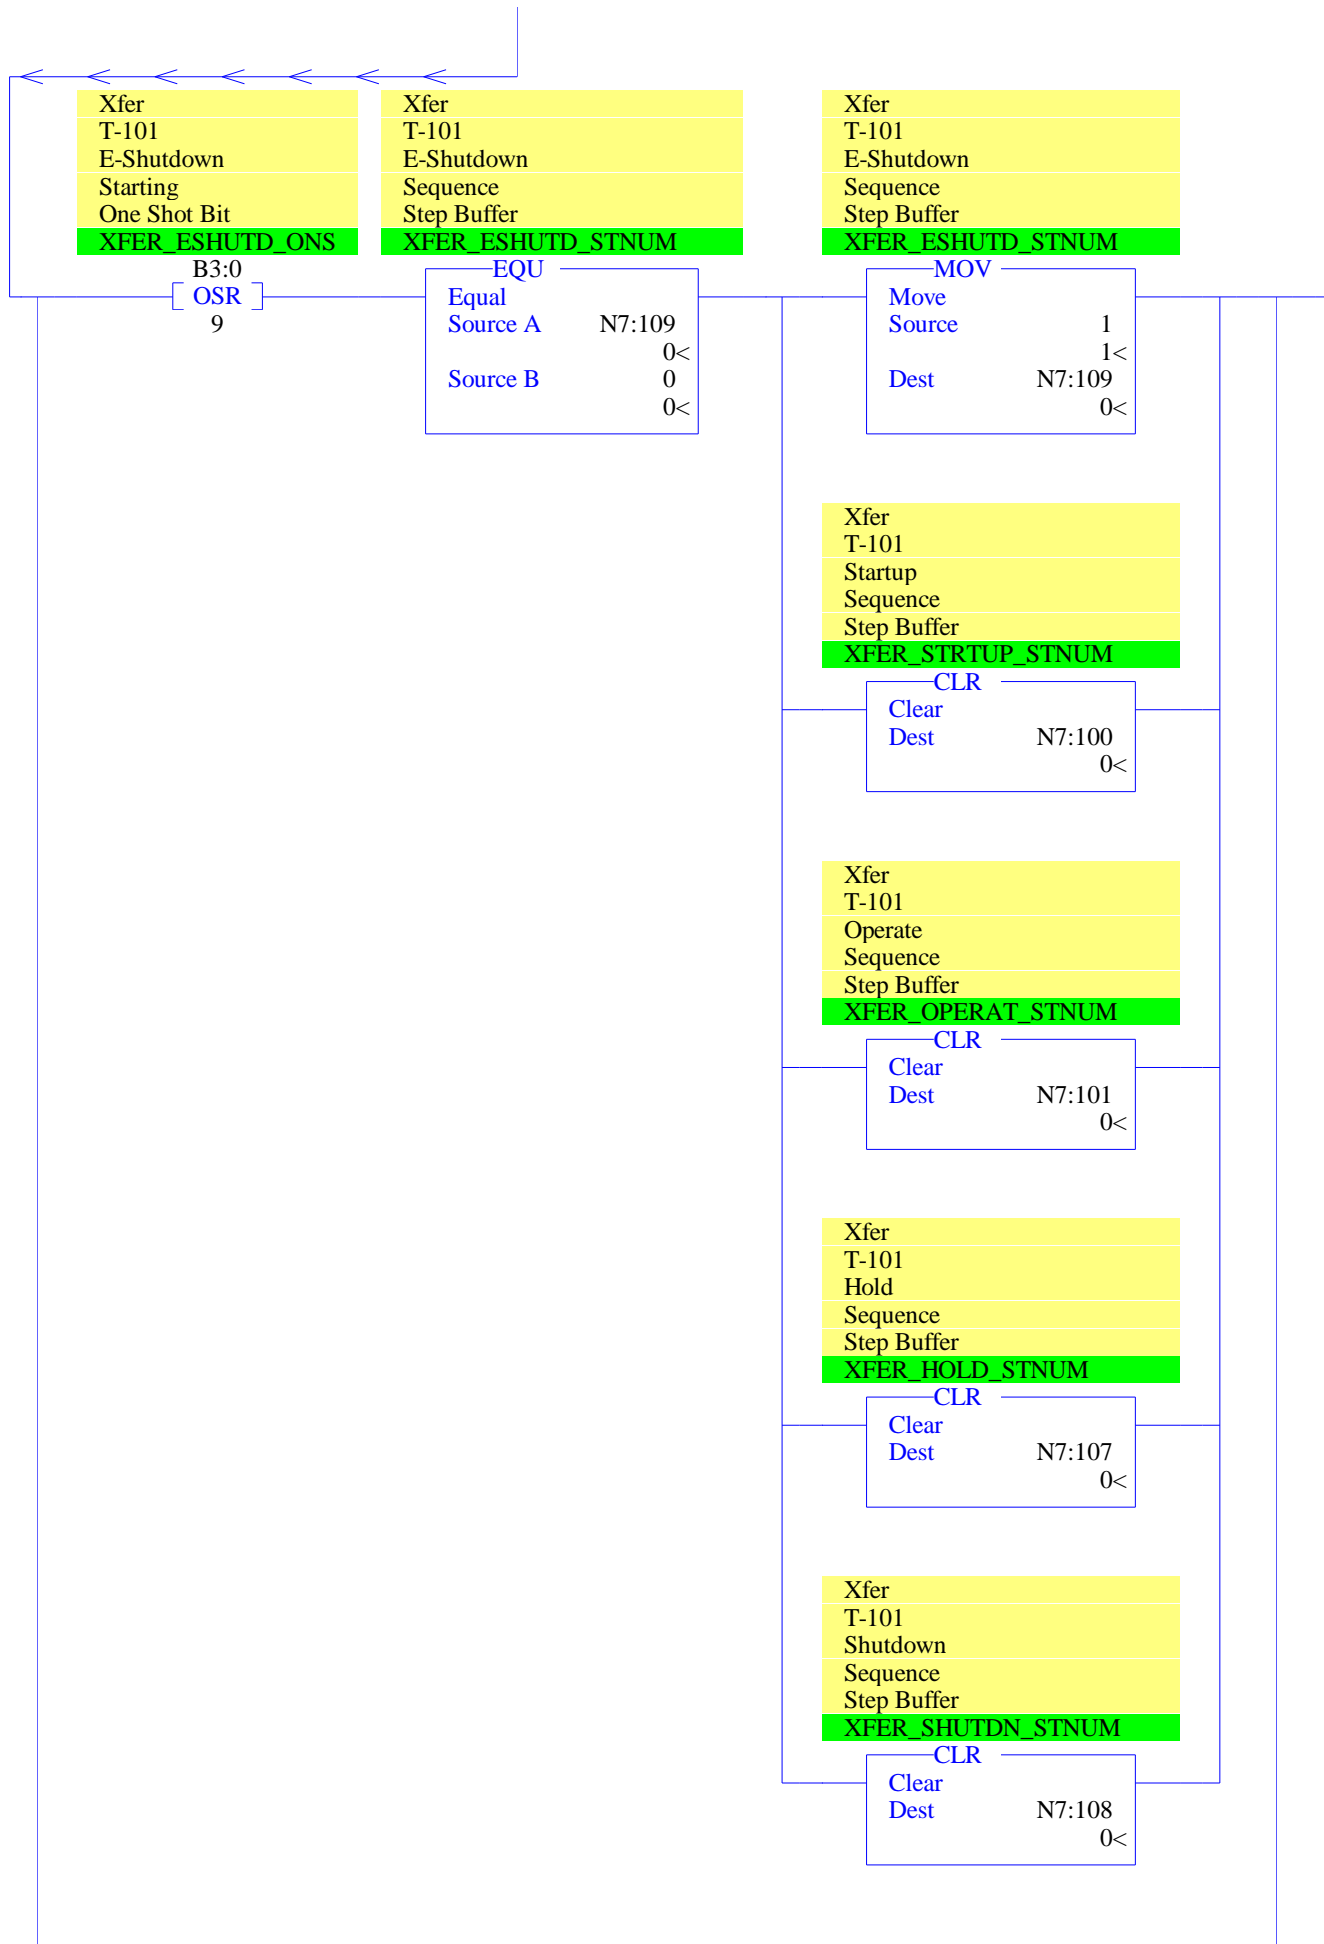 Xfer
T-101
E-Shutdown
Starting
One Shot Bit
XFER_ESHUTD_ONS
B3:0
OSR
9
Xfer
T-101
E-Shutdown
Sequence
Step Buffer
XFER_ESHUTD_STNUM
EQU
Equal
Source A N7:109
0<
Source B 0
0<
Xfer
T-101
E-Shutdown
Sequence
Step Buffer
XFER_ESHUTD_STNUM
MOV
Move
Source 1
1<
Dest N7:109
0<
Xfer
T-101
Startup
Sequence
Step Buffer
XFER_STRTUP_STNUM
CLR
Clear
Dest N7:100
0<
Xfer
T-101
Operate
Sequence
Step Buffer
XFER_OPERAT_STNUM
CLR
Clear
Dest N7:101
0<
Xfer
T-101
Hold
Sequence
Step Buffer
XFER_HOLD_STNUM
CLR
Clear
Dest N7:107
0<
Xfer
T-101
Shutdown
Sequence
Step Buffer
XFER_SHUTDN_STNUM
CLR
Clear
Dest N7:108
0<